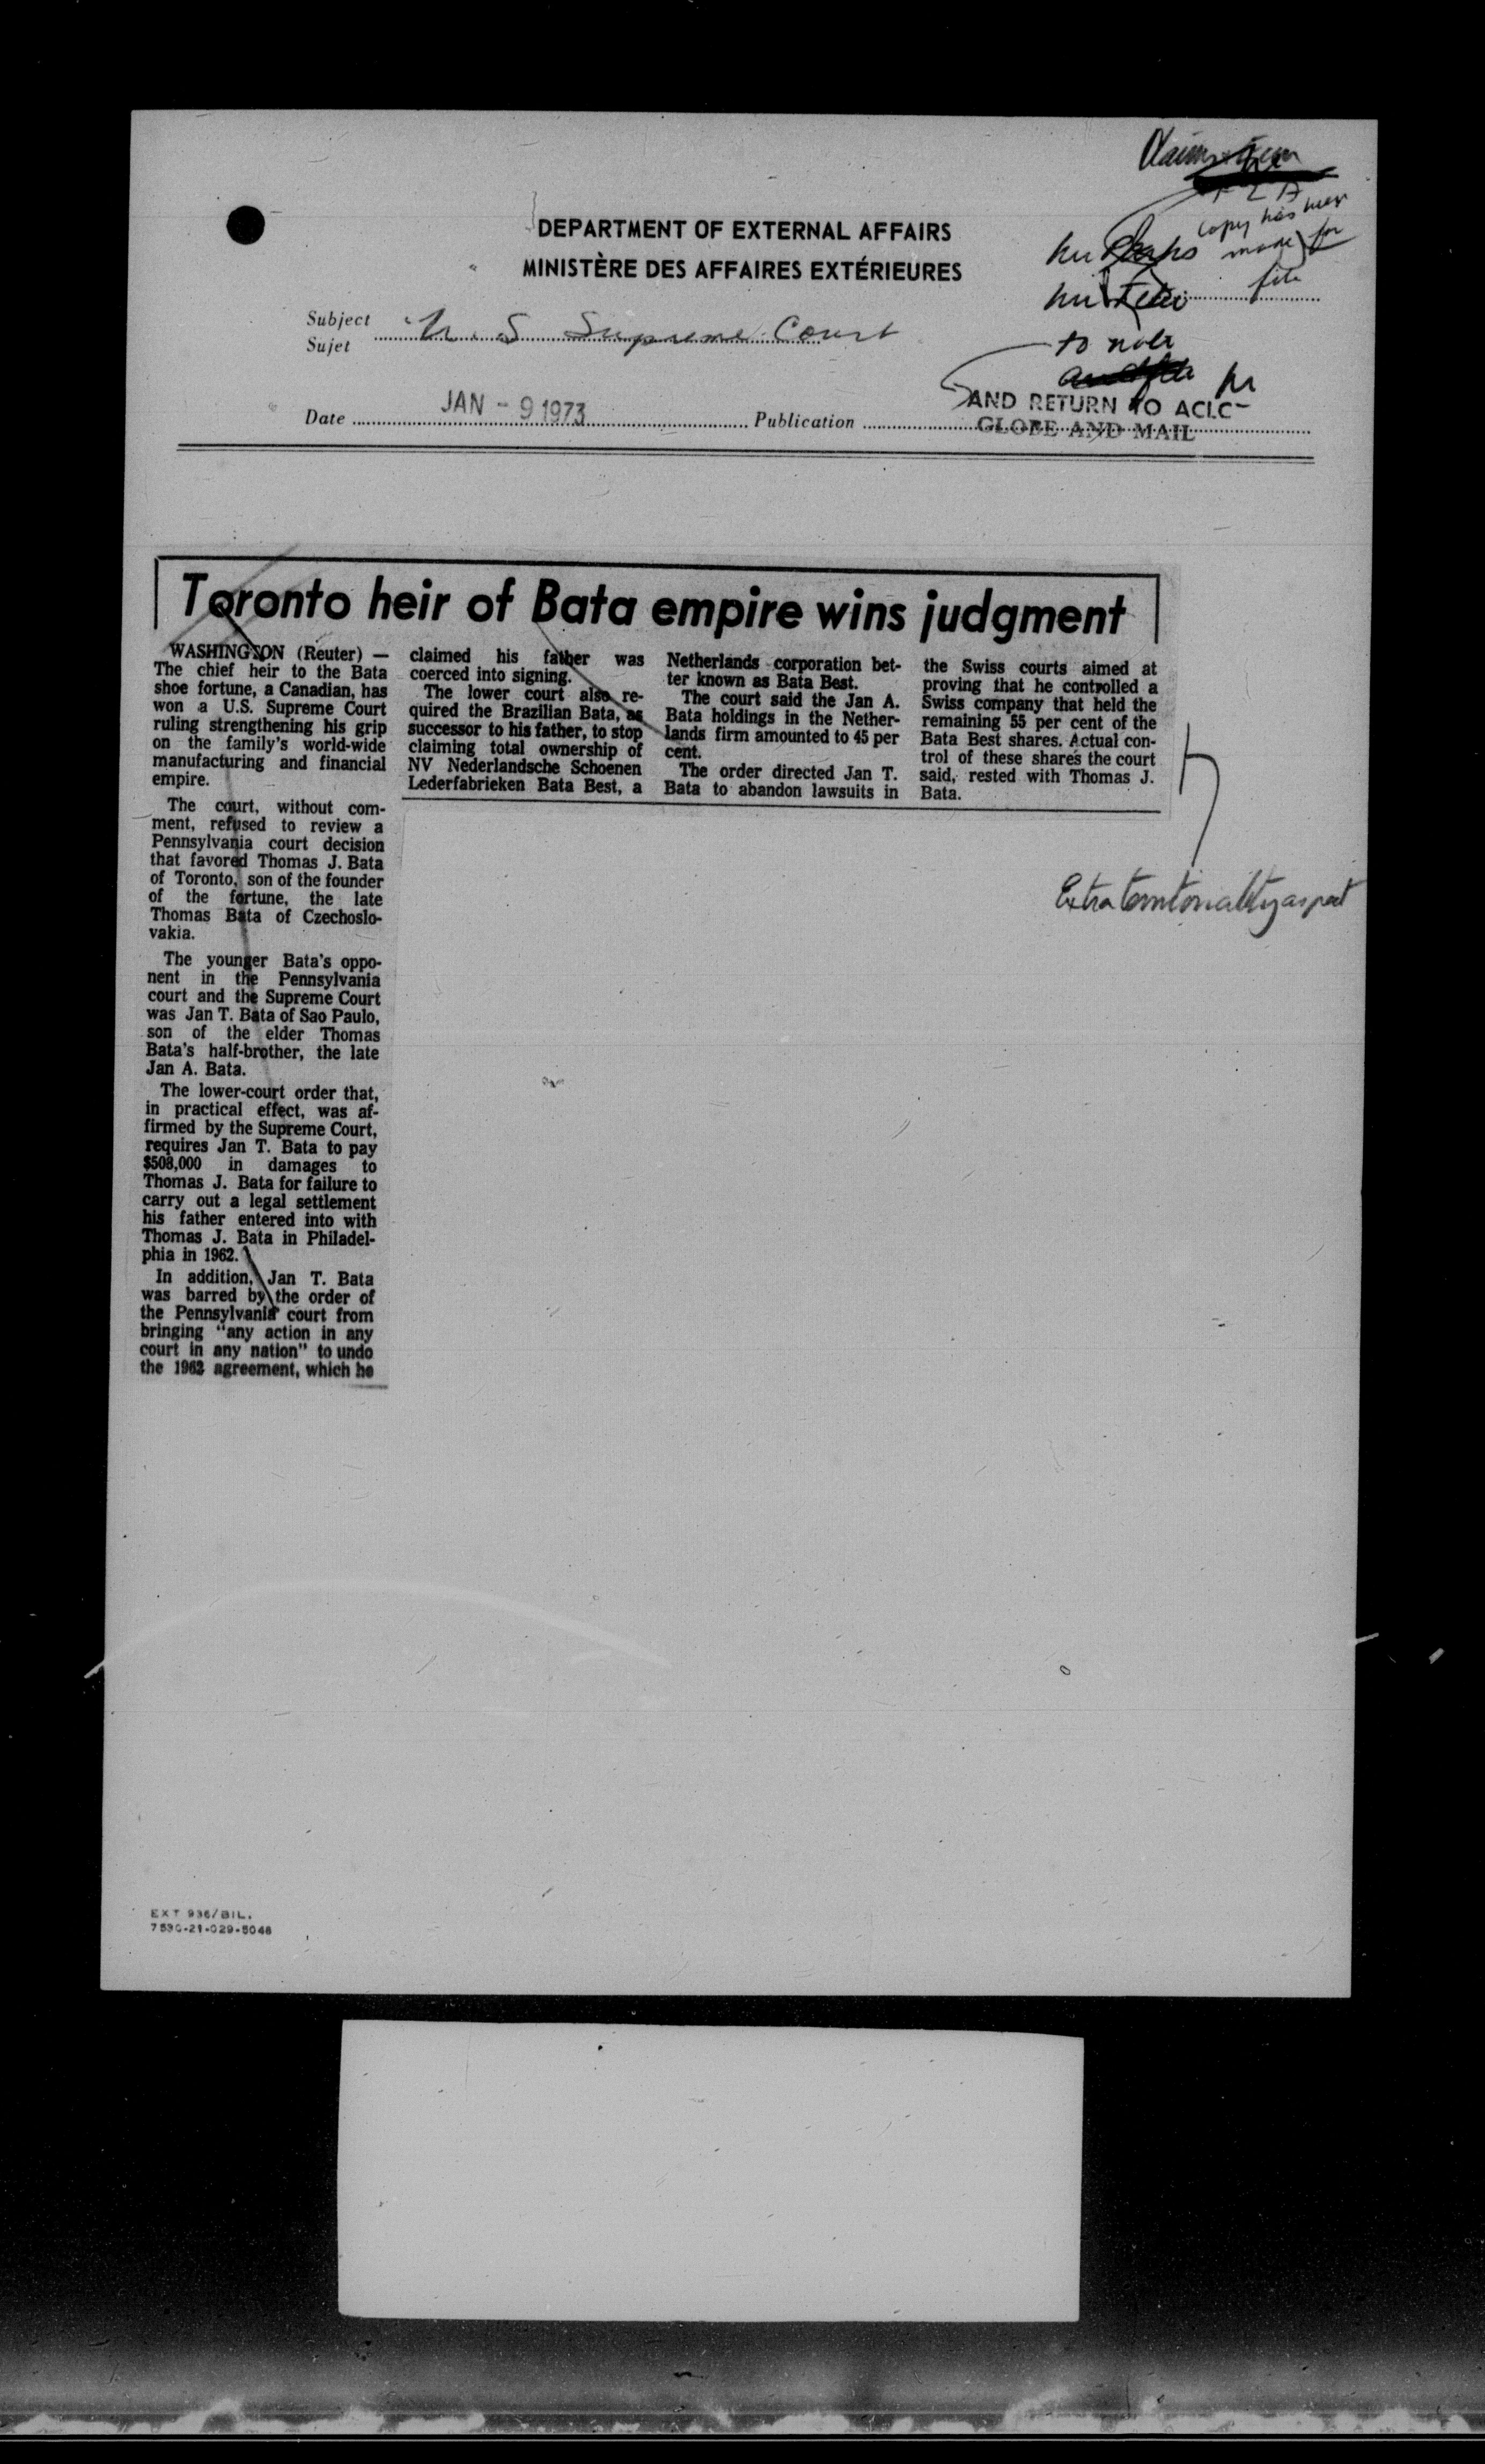 copy has been
made for
file
DEPARTMENT OF EXTERNAL AFFAIRS
MINISTÈRE DES AFFAIRES EXTÉRIEURES
Subject U.S Supreme Court
Sujet
to note
AND RETURN TO ACLC
Date JAN - 9 1973 Publication GLOBE AND MAIL
Toronto heir of Bata empire wins judgment
WASHINGTON (Reuter) —
The chief heir to the Bata
shoe fortune, a Canadian, has
won a U.S. Supreme Court
ruling strengthening his grip
on the family's world-wide
manufacturing and financial
empire.
The court, without com-
ment, refused to review a
Pennsylvania court decision
that favored Thomas J. Bata
of Toronto, son of the founder
of the fortune, the late
Thomas Bata of Czechoslo-
vakia.
The younger Bata's oppo-
nent in the Pennsylvania
court and the Supreme Court
was Jan T. Bata of Sao Paulo,
son of the elder Thomas
Bata's half-brother, the late
Jan A. Bata.
The lower-court order that,
in practical effect, was af-
firmed by the Supreme Court,
requires Jan T. Bata to pay
$508,000 in damages to
Thomas J. Bata for failure to
carry out a legal settlement
his father entered into with
Thomas J. Bata in Philadel-
phia in 1962.
In addition, Jan T. Bata
was barred by the order of
the Pennsylvania court from
bringing "any action in any
court in any nation" to undo
the 1962 agreement, which he
claimed his father was
coerced into signing.
The lower court also re-
quired the Brazilian Bata, as
successor to his father, to stop
claiming total ownership of
NV Nederlandsche Schoenen
Lederfabrieken Bata Best, a
Netherlands corporation bet-
ter known as Bata Best.
The court said the Jan A.
Bata holdings in the Nether-
lands firm amounted to 45 per
cent.
The order directed Jan T.
Bata to abandon lawsuits in
the Swiss courts aimed at
proving that he controlled a
Swiss company that held the
remaining 55 per cent of the
Bata Best shares. Actual con-
trol of these shares the court
said, rested with Thomas J.
Bata.
Extraterritoriality aspect
EXT 936/BIL.
7530-21-029-5048